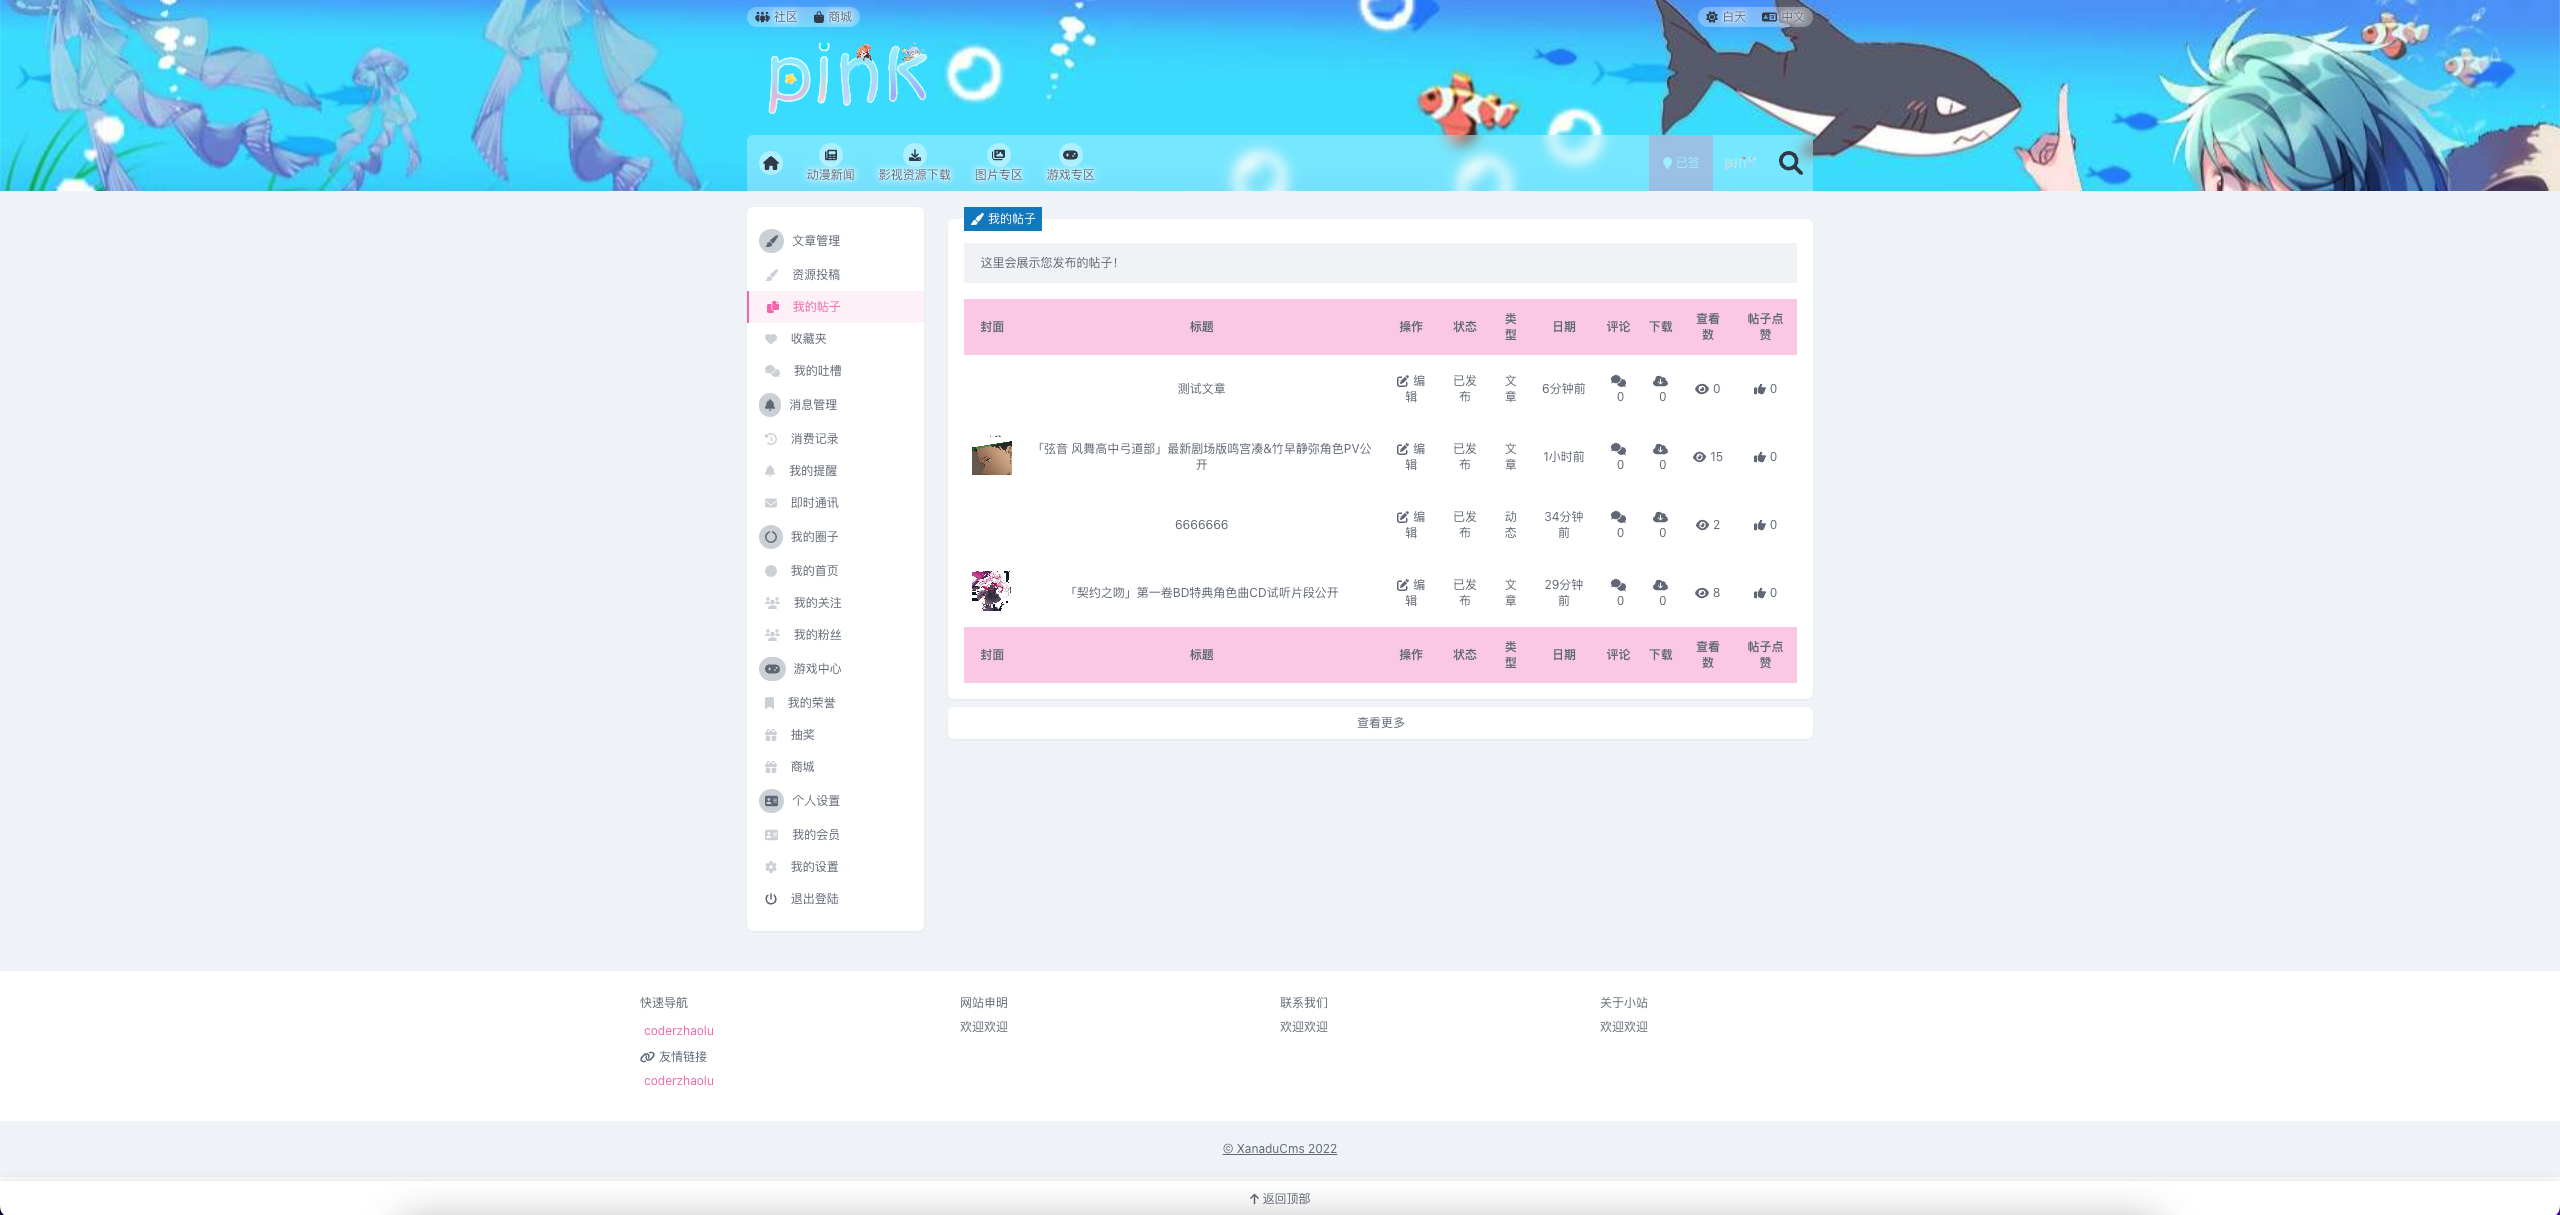 社区 商城
白天 中文
pink
动漫新闻 影视资源下载 图片专区 游戏专区
已签 pink
文章管理
资源投稿
我的帖子
收藏夹
我的吐槽
消息管理
消费记录
我的提醒
即时通讯
我的圈子
我的首页
我的关注
我的粉丝
游戏中心
我的荣誉
抽奖
商城
个人设置
我的会员
我的设置
退出登陆
我的帖子
这里会展示您发布的帖子！
封面 标题 操作 状态 类型 日期 评论 下载 查看数 帖子点赞
测试文章 编辑 已发布 文章 6分钟前 0 0 0 0
「弦音 风舞高中弓道部」最新剧场版鸣宫凑&竹早静弥角色PV公开 编辑 已发布 文章 1小时前 0 0 15 0
6666666 编辑 已发布 动态 34分钟前 0 0 2 0
「契约之吻」第一卷BD特典角色曲CD试听片段公开 编辑 已发布 文章 29分钟前 0 0 8 0
封面 标题 操作 状态 类型 日期 评论 下载 查看数 帖子点赞
查看更多
快速导航
coderzhaolu
友情链接
coderzhaolu
网站申明
欢迎欢迎
联系我们
欢迎欢迎
关于小站
欢迎欢迎
© XanaduCms 2022
返回顶部